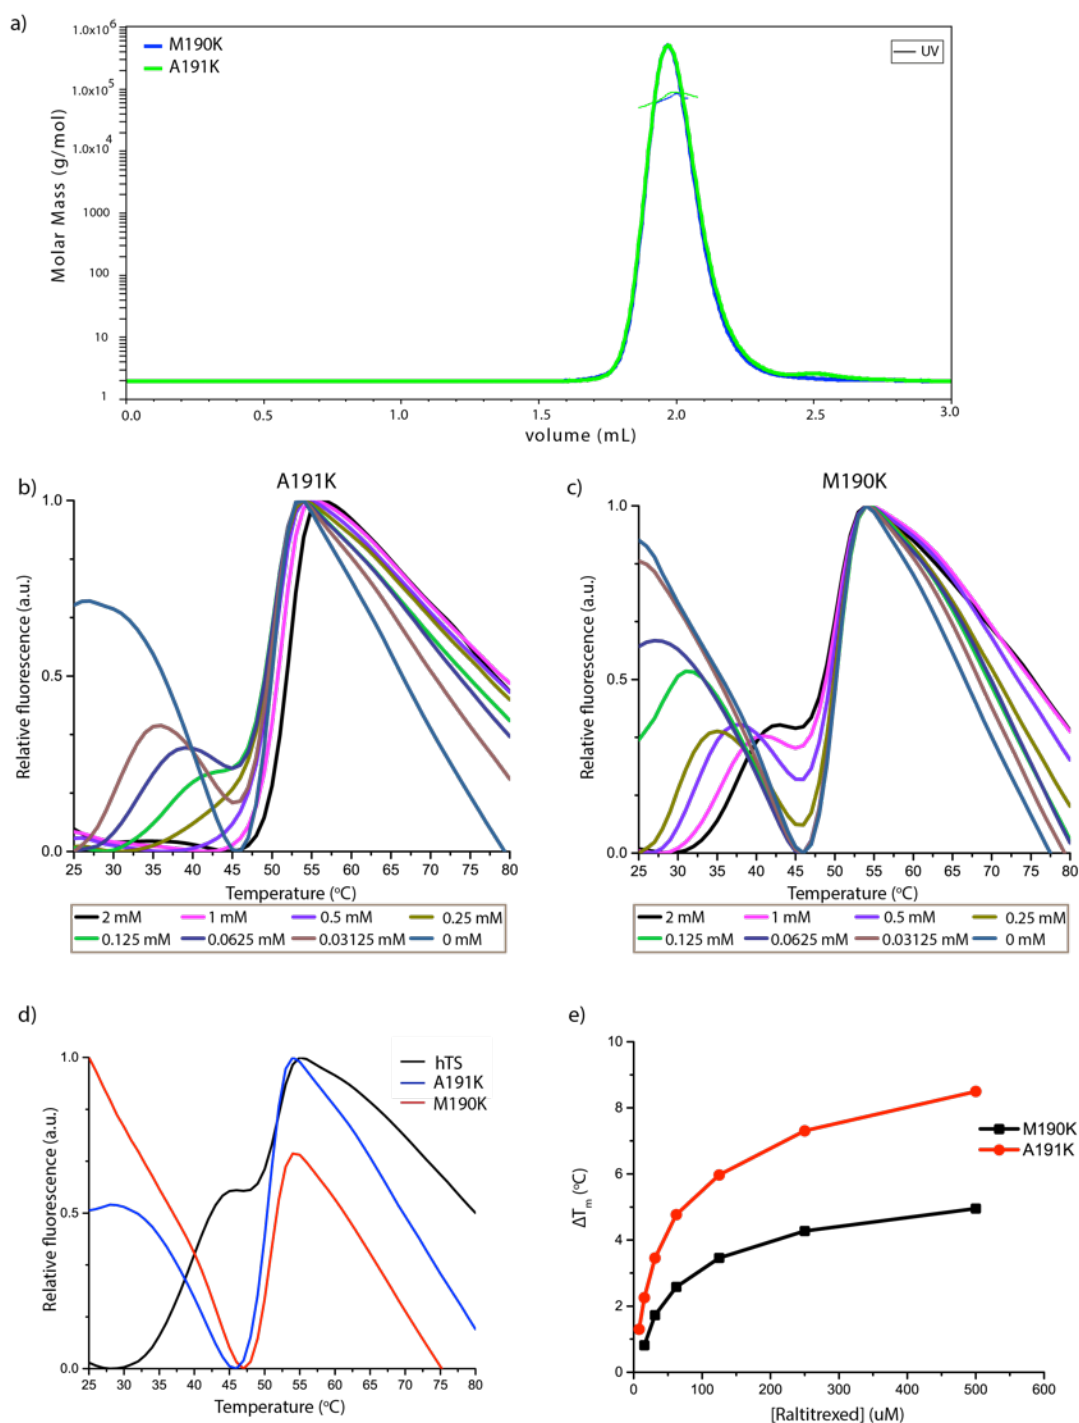 a)
M190K
A191K
UV
1.0x10⁶
1.0x10⁵
1.0x10⁴
1000
100
10
1
Molar Mass (g/mol)
0.0 0.5 1.0 1.5 2.0 2.5 3.0
volume (mL)
b)
A191K
1.0
0.5
0.0
Relative fluorescence (a.u.)
25 30 35 40 45 50 55 60 65 70 75 80
Temperature (°C)
2 mM 1 mM 0.5 mM 0.25 mM
0.125 mM 0.0625 mM 0.03125 mM 0 mM
c)
M190K
1.0
0.5
0.0
Relative fluorescence (a.u.)
25 30 35 40 45 50 55 60 65 70 75 80
Temperature (°C)
2 mM 1 mM 0.5 mM 0.25 mM
0.125 mM 0.0625 mM 0.03125 mM 0 mM
d)
hTS
A191K
M190K
1.0
0.5
0.0
Relative fluorescence (a.u.)
25 30 35 40 45 50 55 60 65 70 75 80
Temperature (°C)
e)
10
8
6
4
2
0
ΔTₘ (°C)
M190K
A191K
0 100 200 300 400 500 600
[Raltitrexed] (uM)